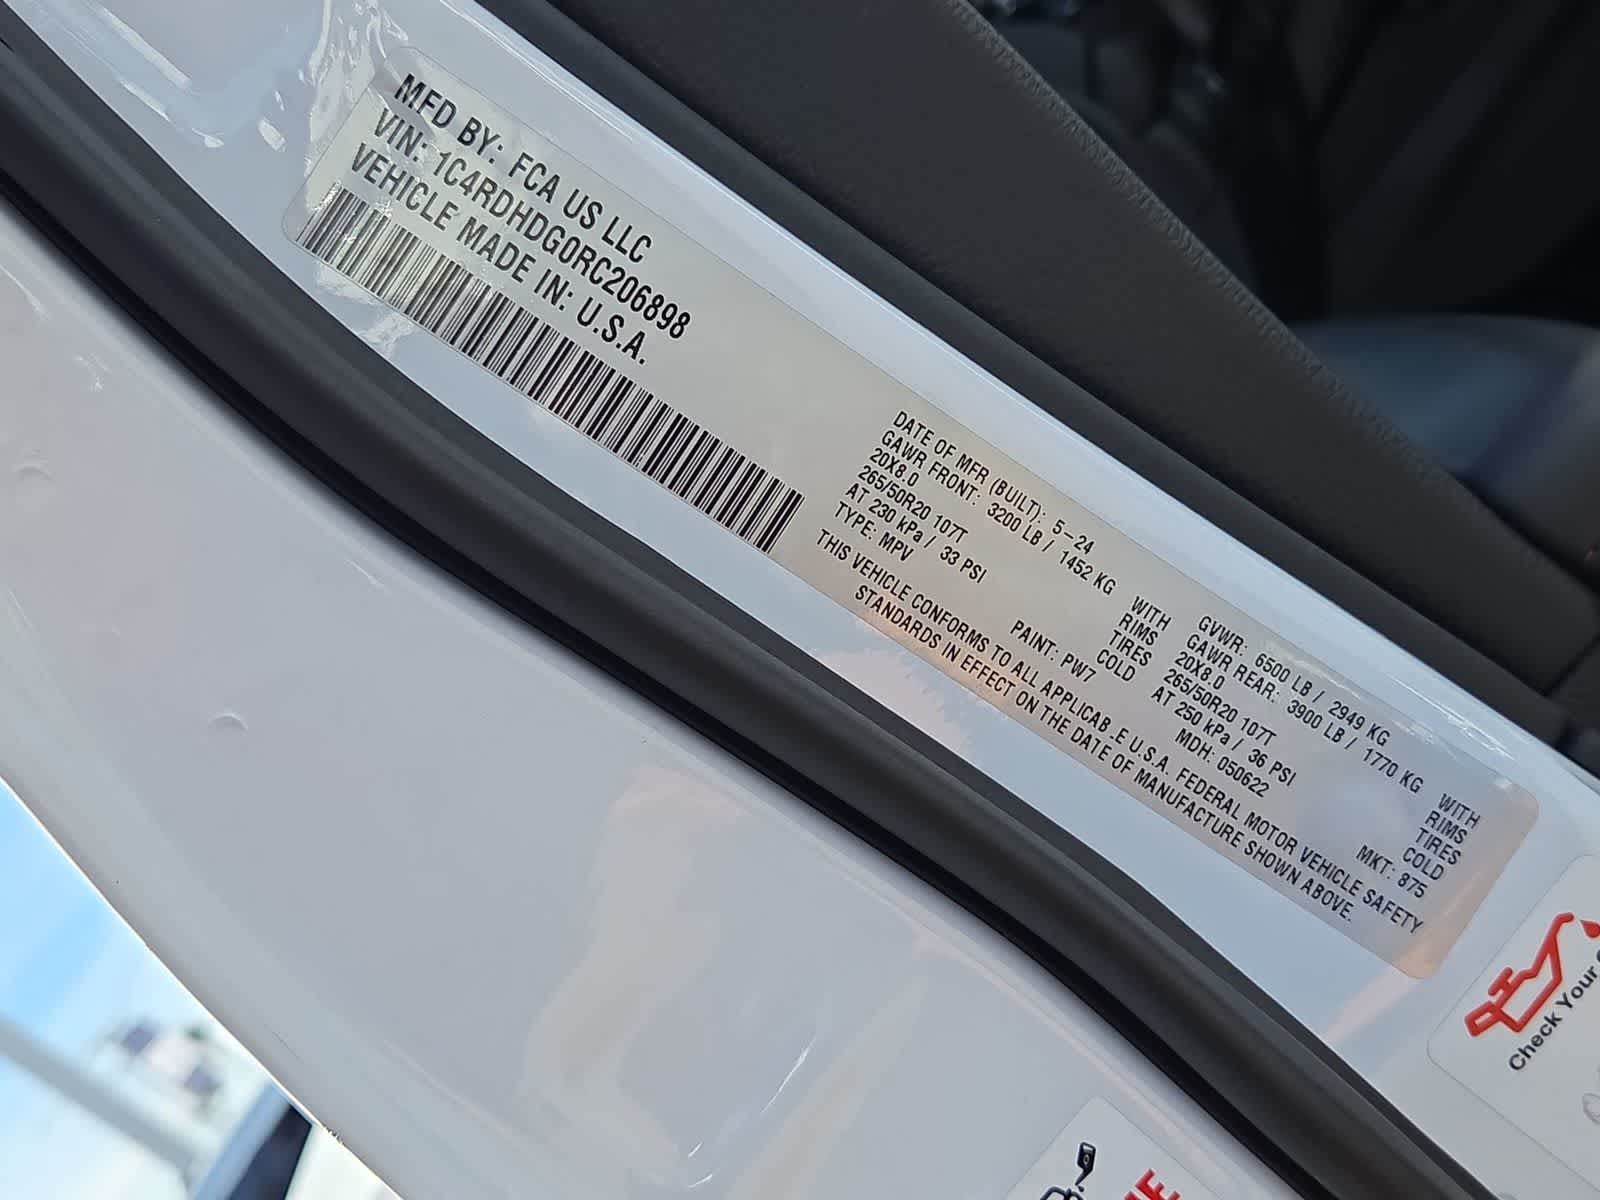 MFD BY: FCA US LLC
VIN: 1C4RDHDG0RC206898
VEHICLE MADE IN: U.S.A.
DATE OF MFR (BUILT): 5-24
GAWR FRONT: 3200 LB / 1452 KG WITH
20X8.0 RIMS
265/50R20 107T TIRES
AT 230 kPa / 33 PSI COLD
TYPE: MPV PAINT: PW7
GVWR: 6500 LB / 2949 KG
GAWR REAR: 3900 LB / 1770 KG WITH
20X8.0 RIMS
265/50R20 107T TIRES
AT 250 kPa / 36 PSI COLD
MDH: 050622 MKT: 875
THIS VEHICLE CONFORMS TO ALL APPLICAB.E U.S.A. FEDERAL MOTOR VEHICLE SAFETY
STANDARDS IN EFFECT ON THE DATE OF MANUFACTURE SHOWN ABOVE.
Check Your